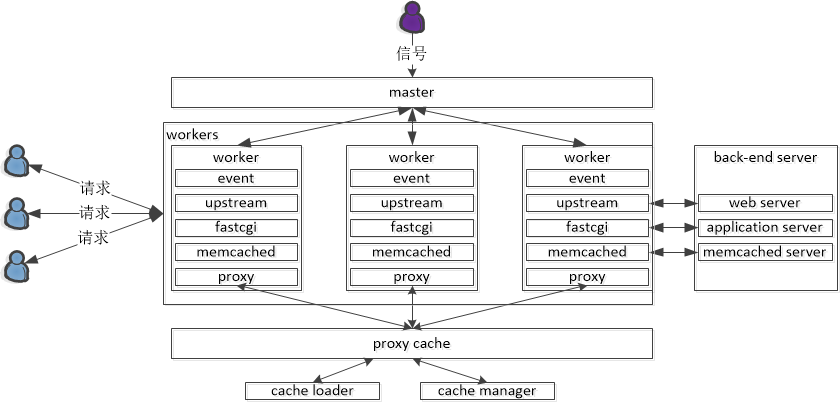 信号
master
workers
worker
event
upstream
fastcgi
memcached
proxy
worker
event
upstream
fastcgi
memcached
proxy
worker
event
upstream
fastcgi
memcached
proxy
back-end server
web server
application server
memcached server
请求
请求
请求
proxy cache
cache loader
cache manager